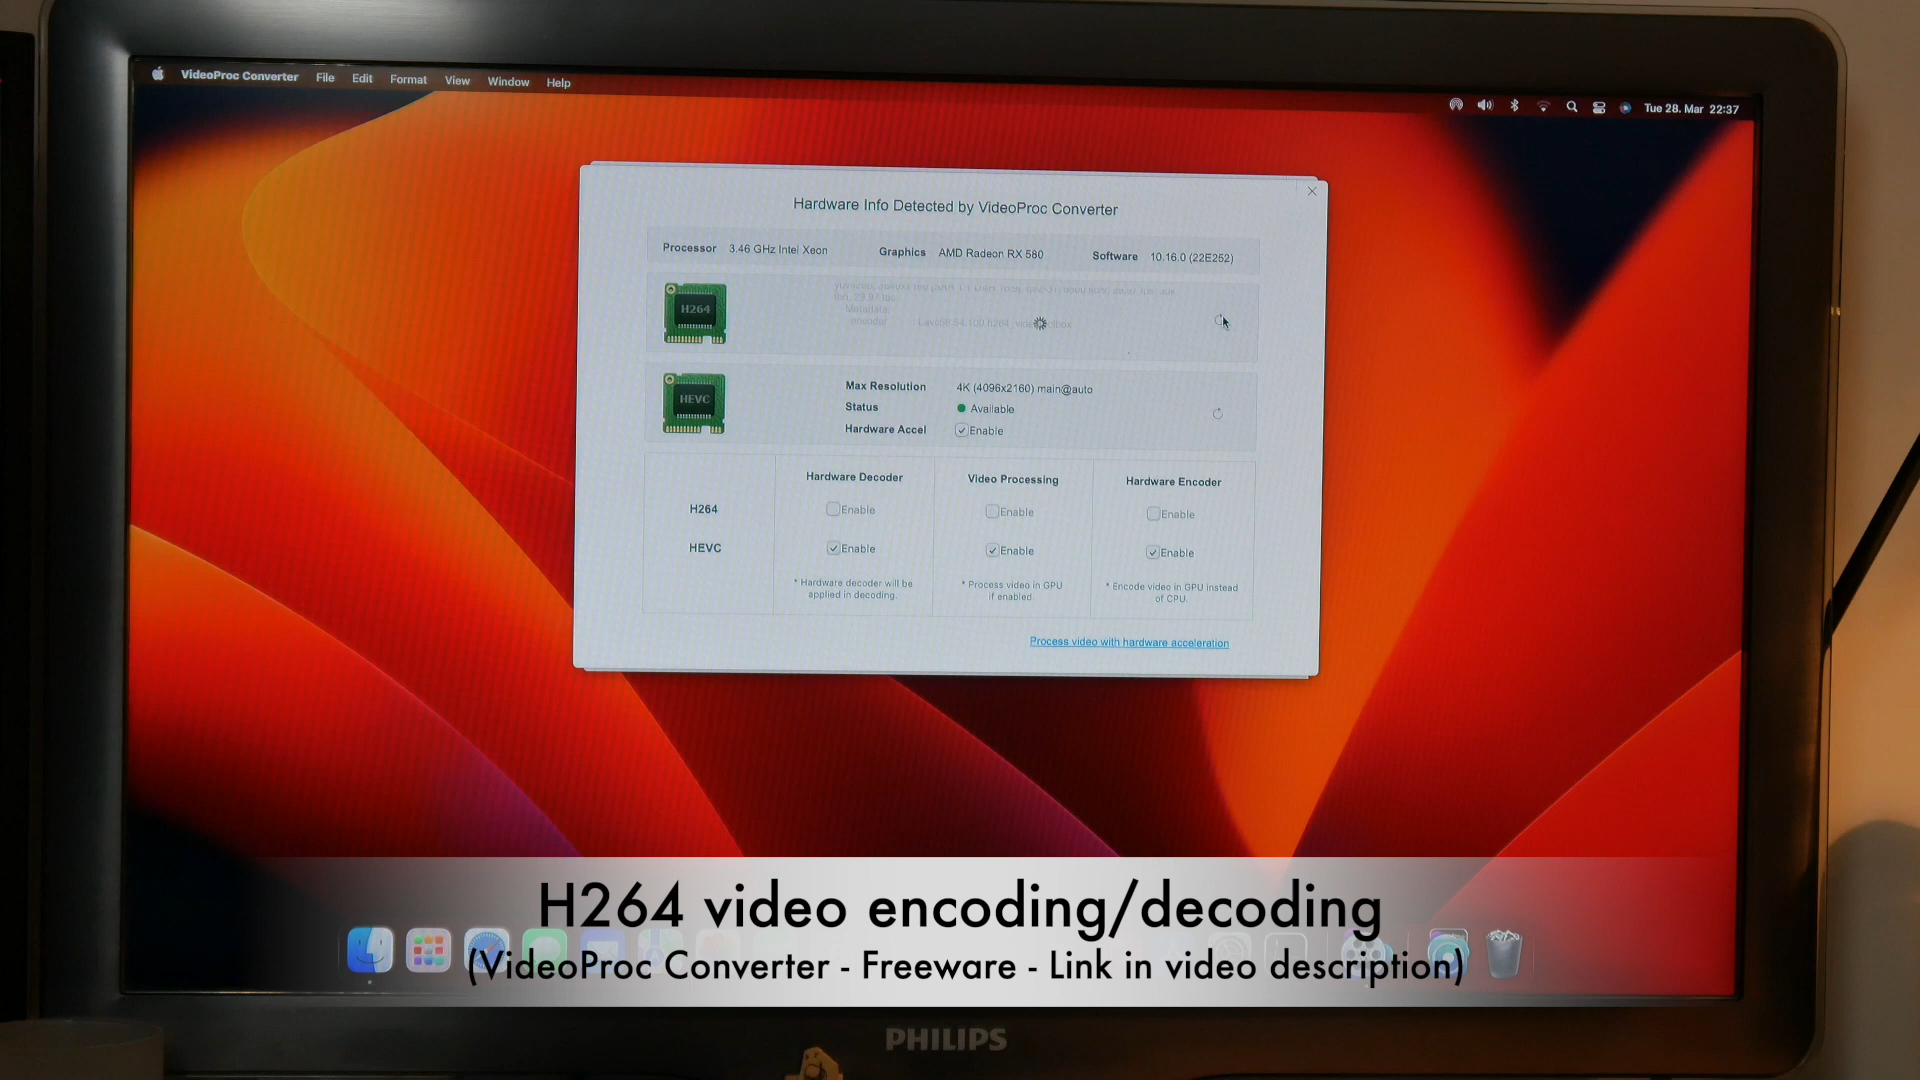 VideoProc Converter File Edit Format View Window Help
Tue 28. Mar 22:37
Hardware Info Detected by VideoProc Converter
Processor 3.46 GHz Intel Xeon Graphics AMD Radeon RX 580 Software 10.16.0 (22E252)
H264
Metadata:
encoder
HEVC
Max Resolution 4K (4096x2160) main@auto
Status Available
Hardware Accel Enable
Hardware Decoder Video Processing Hardware Encoder
H264 Enable Enable Enable
HEVC Enable Enable Enable
* Hardware decoder will be applied in decoding.
* Process video in GPU if enabled.
* Encode video in GPU instead of CPU.
Process video with hardware acceleration
H264 video encoding/decoding
(VideoProc Converter - Freeware - Link in video description)
PHILIPS